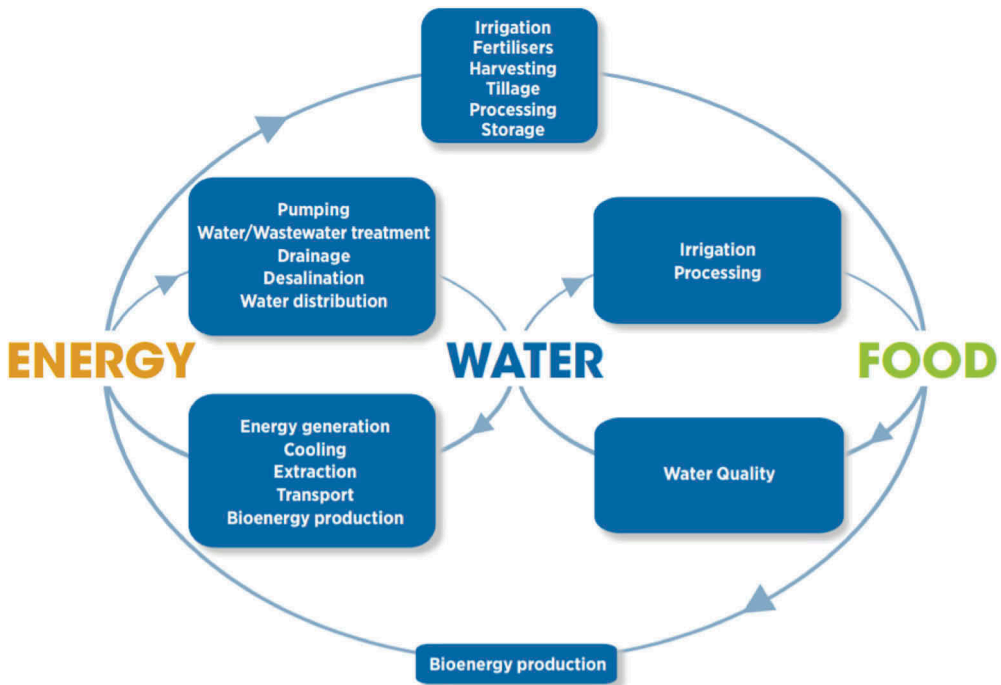 Irrigation
Fertilisers
Harvesting
Tillage
Processing
Storage
Pumping
Water/Wastewater treatment
Drainage
Desalination
Water distribution
Irrigation
Processing
ENERGY
WATER
FOOD
Energy generation
Cooling
Extraction
Transport
Bioenergy production
Water Quality
Bioenergy production